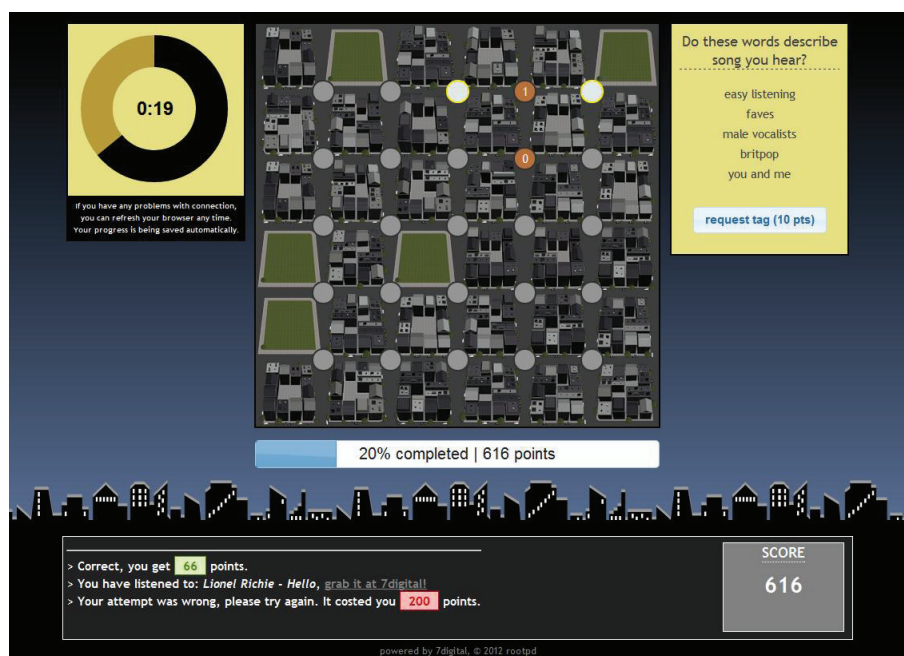 0:19
If you have any problems with connection,
you can refresh your browser any time.
Your progress is being saved automatically.
1
0
Do these words describe
song you hear?
easy listening
faves
male vocalists
britpop
you and me
request tag (10 pts)
20% completed | 616 points
> Correct, you get 66 points.
> You have listened to: Lionel Richie - Hello, grab it at 7digital!
> Your attempt was wrong, please try again. It costed you 200 points.
SCORE
616
powered by 7digital, © 2012 rootpd